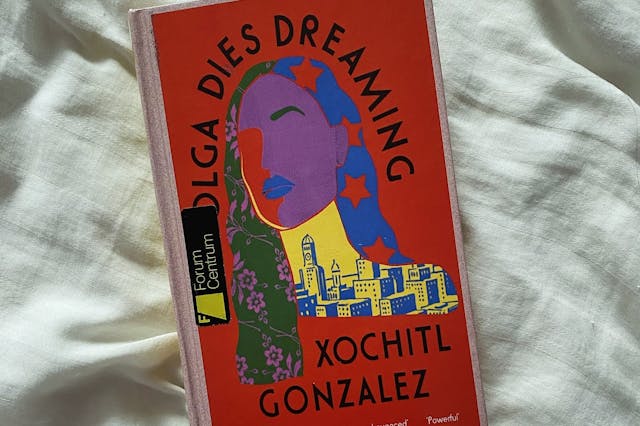 OLGA DIES DREAMING
Forum
Centrum
F
XOCHITL
GONZALEZ
'Powerful'